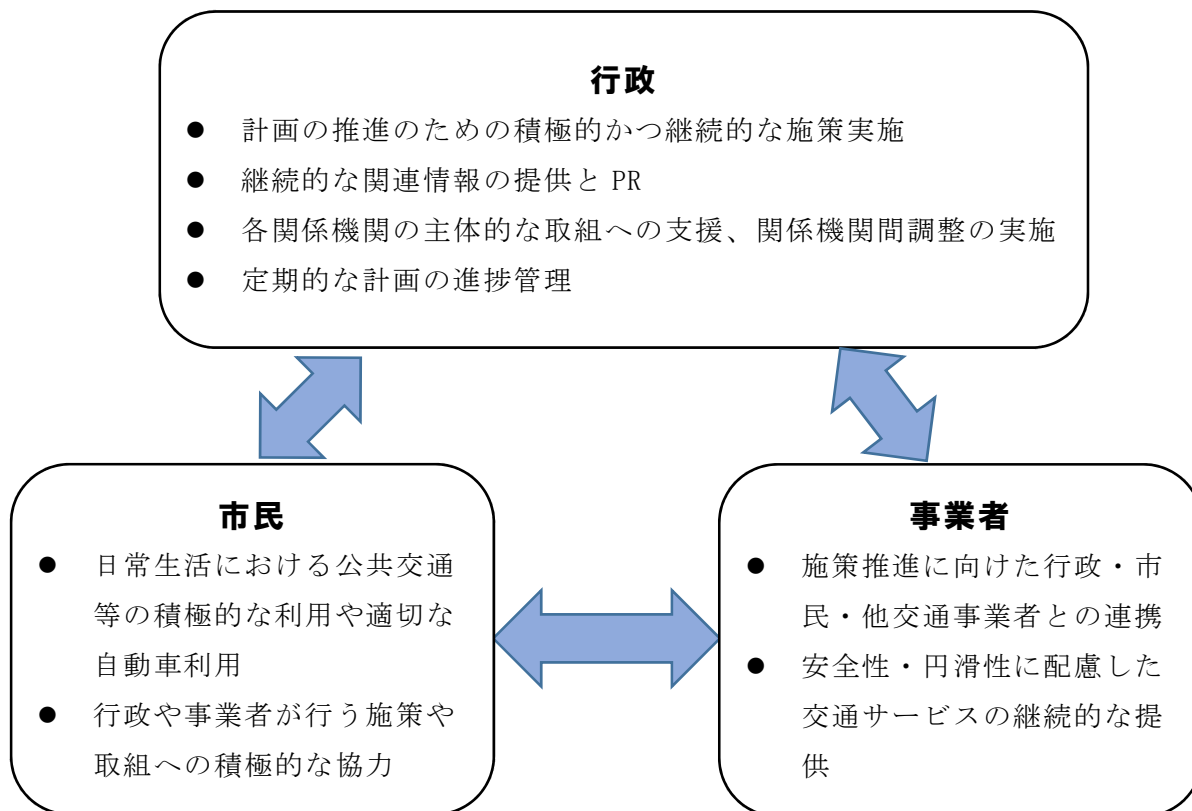 行政
● 計画の推進のための積極的かつ継続的な施策実施
● 継続的な関連情報の提供と PR
● 各関係機関の主体的な取組への支援、関係機関間調整の実施
● 定期的な計画の進捗管理
市民
● 日常生活における公共交通
等の積極的な利用や適切な
自動車利用
● 行政や事業者が行う施策や
取組への積極的な協力
事業者
● 施策推進に向けた行政・市
民・他交通事業者との連携
● 安全性・円滑性に配慮した
交通サービスの継続的な提
供